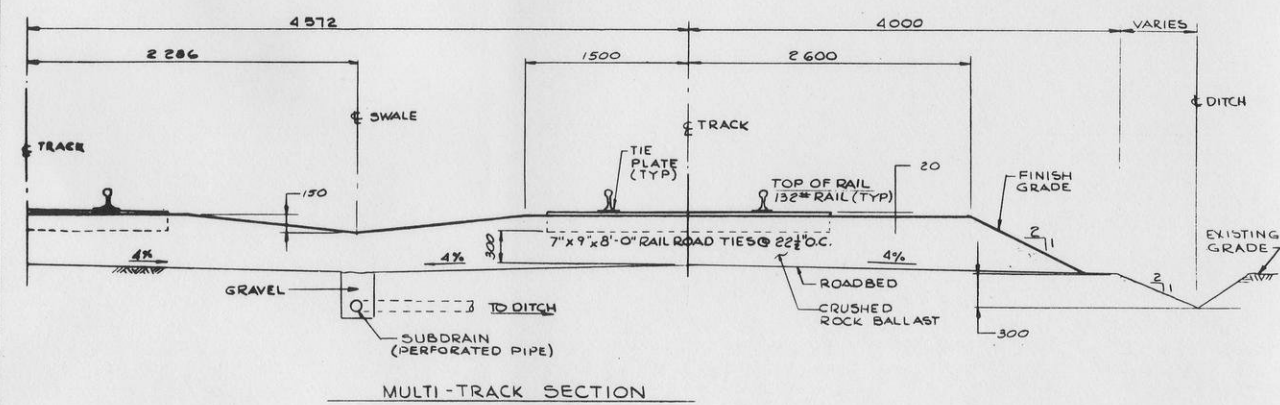 4572
4000
VARIES
2286
1500
2600
℄ SWALE
℄ DITCH
℄ TRACK
℄ TRACK
TIE
PLATE
(TYP)
20
150
TOP OF RAIL
132# RAIL (TYP)
FINISH
GRADE
2
1
EXISTING
GRADE
7" x 9" x 8'-0" RAIL ROAD TIES @ 22½" O.C.
300
4%
4%
4%
2
1
GRAVEL
ROADBED
TO DITCH
CRUSHED
ROCK BALLAST
300
SUBDRAIN
(PERFORATED PIPE)
MULTI-TRACK SECTION